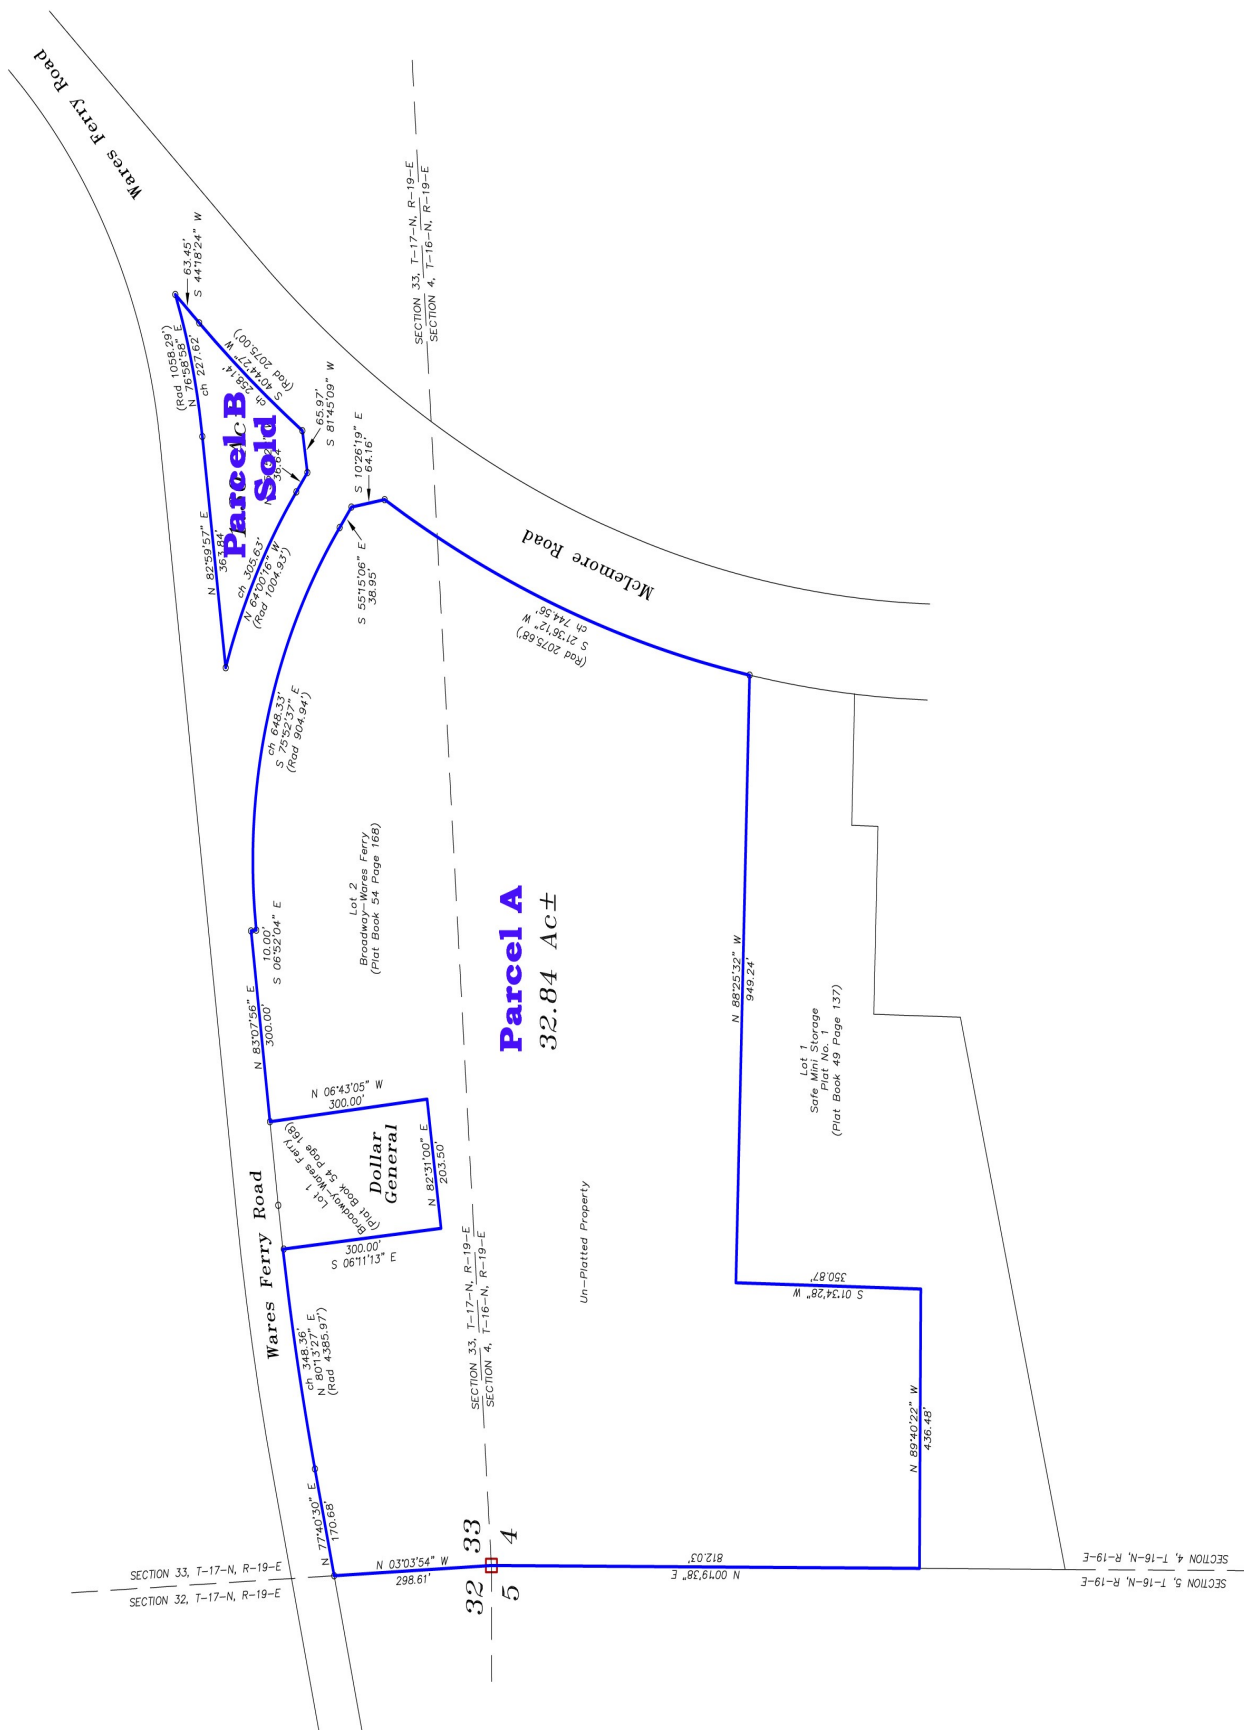 Wares Ferry Road
SECTION 33, T-17-N, R-19-E
SECTION 4, T-16-N, R-19-E
63.45'
S 44°18'24" W
(Rad 1058.29')
N 76°58'58" E
ch 227.62'
ch 258.14'
S 40°44'27" W
(Rad 2075.00')
Parcel B
Sold
Ac
36.64'
65.97'
S 81°45'09" W
N 82°59'57" E
363.84'
ch 305.63'
N 64°00'16" W
(Rad 1004.93')
S 10°26'19" E
64.16'
S 55°15'06" E
38.65'
McLemore Road
ch 744.56'
S 21°36'12" W
(Rad 2075.68')
ch 648.33'
S 75°52'37" E
(Rad 904.94')
Lot 2
Broadway-Wares Ferry
(Plat Book 54 Page 168)
Parcel A
32.84 Ac±
10.00'
S 06°52'04" E
N 83°07'56" E
300.00'
N 88°25'32" W
949.24'
Lot 1
Safe Mini Storage
Plat No. 1
(Plat Book 49 Page 137)
N 06°43'05" W
300.00'
Lot 1
Broadway-Wares Ferry
(Plat Book 54 Page 168)
Dollar
General
N 82°31'00" E
203.50'
300.00'
S 06°11'13" E
Wares Ferry Road
Un-Platted Property
SECTION 33, T-17-N, R-19-E
SECTION 4, T-16-N, R-19-E
350.87'
S 01°34'28" W
ch 348.36'
N 80°13'27" E
(Rad 4385.97')
N 89°40'22" W
436.48'
N 77°40'30" E
170.68'
N 03°03'54" W
298.61'
33
4
32
5
812.03'
N 00°19'38" E
SECTION 33, T-17-N, R-19-E
SECTION 32, T-17-N, R-19-E
SECTION 4, T-16-N, R-19-E
SECTION 5, T-16-N, R-19-E